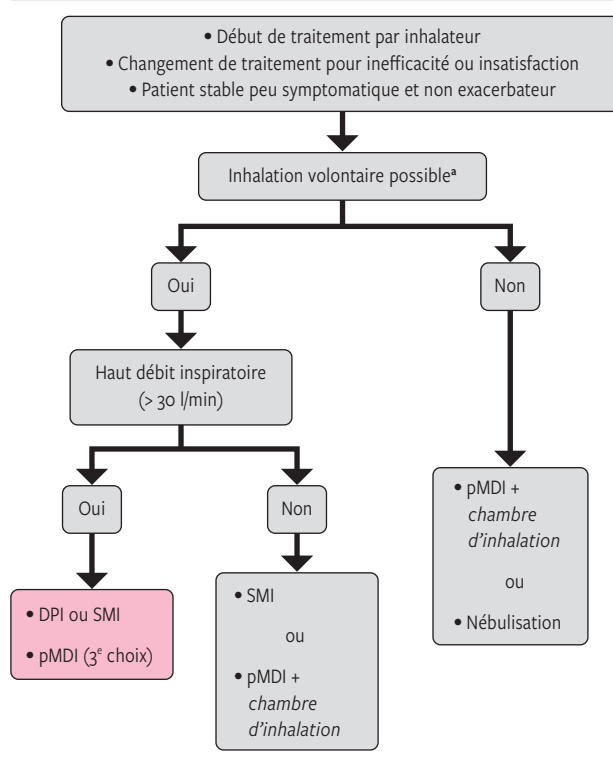 • Début de traitement par inhalateur
• Changement de traitement pour inefficacité ou insatisfaction
• Patient stable peu symptomatique et non exacerbateur
Inhalation volontaire possibleᵃ
Oui
Non
Haut débit inspiratoire
(> 30 l/min)
Oui
Non
• DPI ou SMI
• pMDI (3ᵉ choix)
• SMI
ou
• pMDI +
chambre
d'inhalation
• pMDI +
chambre
d'inhalation
ou
• Nébulisation